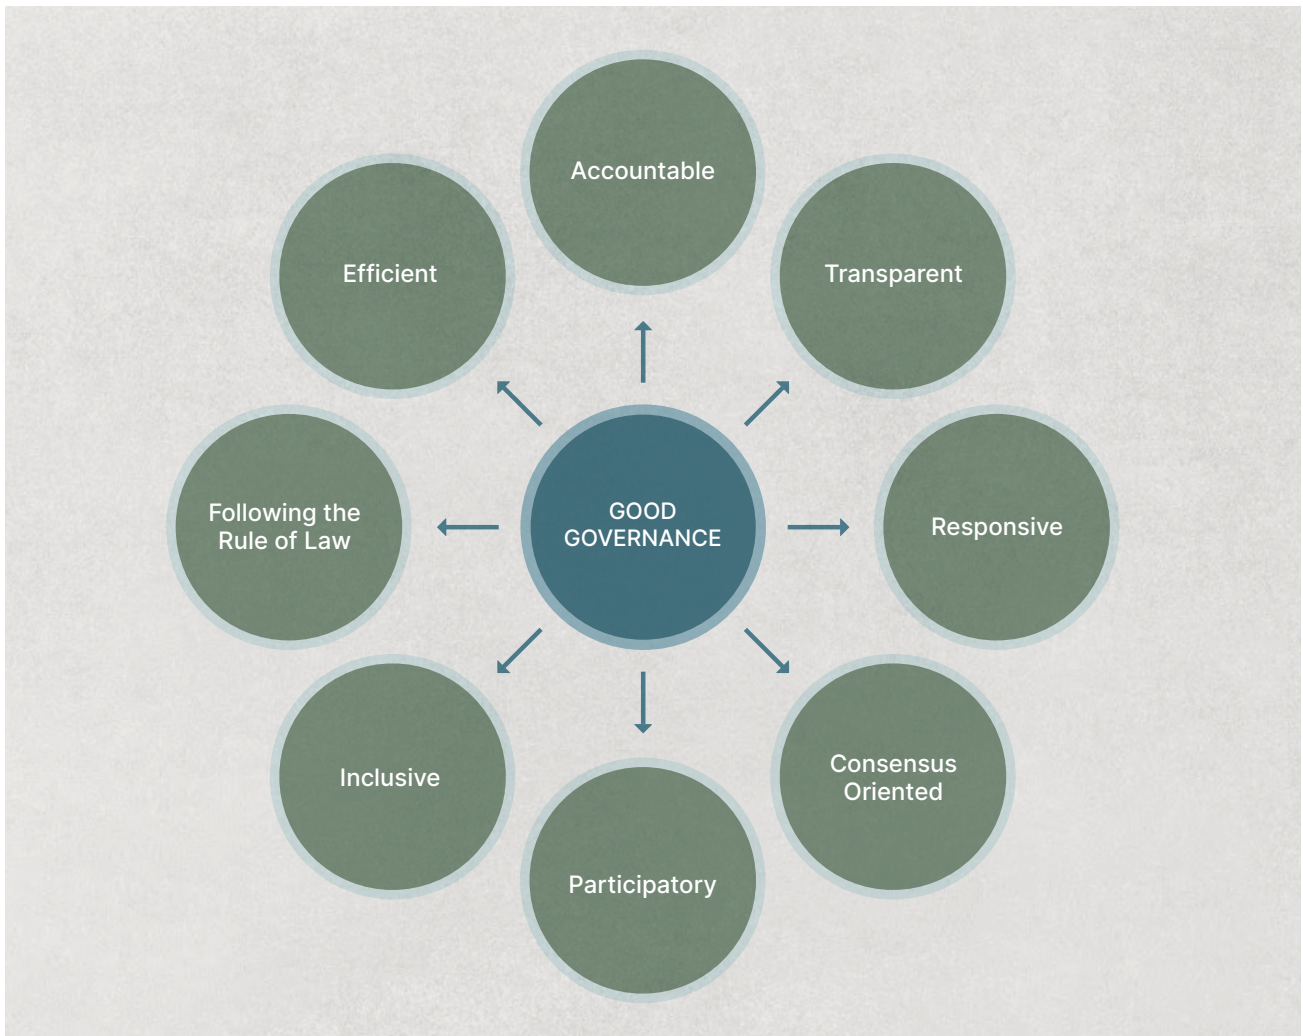 Accountable
Efficient
Transparent
Following the
Rule of Law
GOOD
GOVERNANCE
Responsive
Inclusive
Consensus
Oriented
Participatory